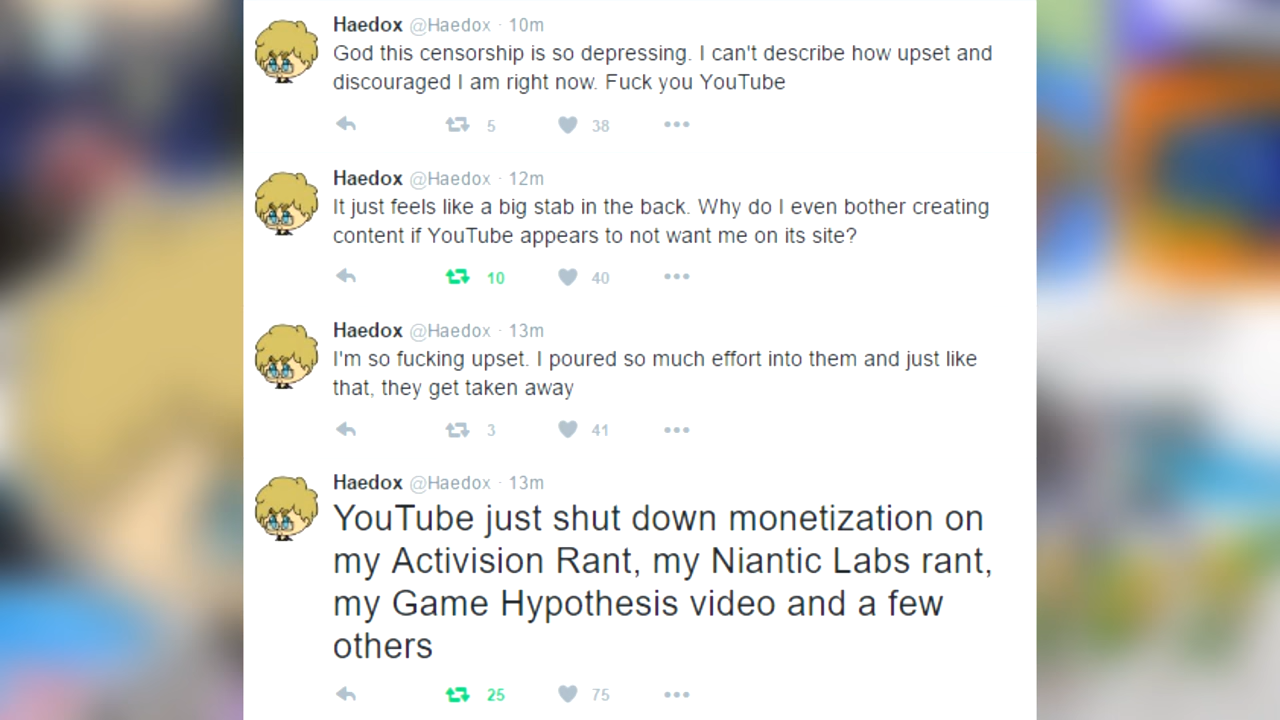 Haedox @Haedox · 10m
God this censorship is so depressing. I can't describe how upset and
discouraged I am right now. Fuck you YouTube
5 38
Haedox @Haedox · 12m
It just feels like a big stab in the back. Why do I even bother creating
content if YouTube appears to not want me on its site?
10 40
Haedox @Haedox · 13m
I'm so fucking upset. I poured so much effort into them and just like
that, they get taken away
3 41
Haedox @Haedox · 13m
YouTube just shut down monetization on
my Activision Rant, my Niantic Labs rant,
my Game Hypothesis video and a few
others
25 75